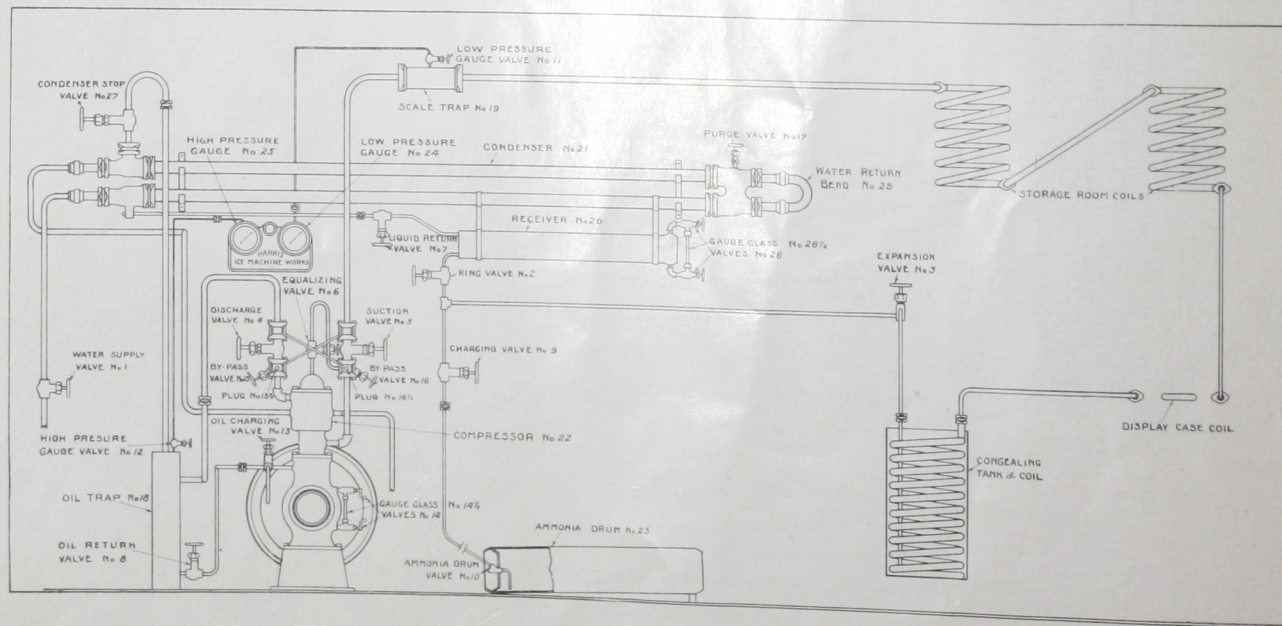 LOW PRESSURE
GAUGE VALVE No 11
CONDENSER STOP
VALVE No 27
SCALE TRAP No 19
HIGH PRESSURE
GAUGE No 25
LOW PRESSURE
GAUGE No 24
CONDENSER No 21
PURGE VALVE No 17
WATER RETURN
BEND No 28
STORAGE ROOM COILS
RECEIVER No 20
LIQUID RETURN
VALVE No 7
GAUGE GLASS No 26½
VALVES No 26
HARRIS
ICE MACHINE WORKS
KING VALVE No 2
EXPANSION
VALVE No 3
EQUALIZING
VALVE No 6
DISCHARGE
VALVE No 4
SUCTION
VALVE No 5
WATER SUPPLY
VALVE No 1
CHARGING VALVE No 9
BY-PASS
VALVE No 15
BY-PASS
VALVE No 16
PLUG No 15½
PLUG No 16½
OIL CHARGING
VALVE No 13
HIGH PRESURE
GAUGE VALVE No 12
COMPRESSOR No 22
DISPLAY CASE COIL
CONGEALING
TANK & COIL
OIL TRAP No 18
GAUGE GLASS No 14½
VALVES No 14
AMMONIA DRUM No 23
OIL RETURN
VALVE No 8
AMMONIA DRUM
VALVE No 10